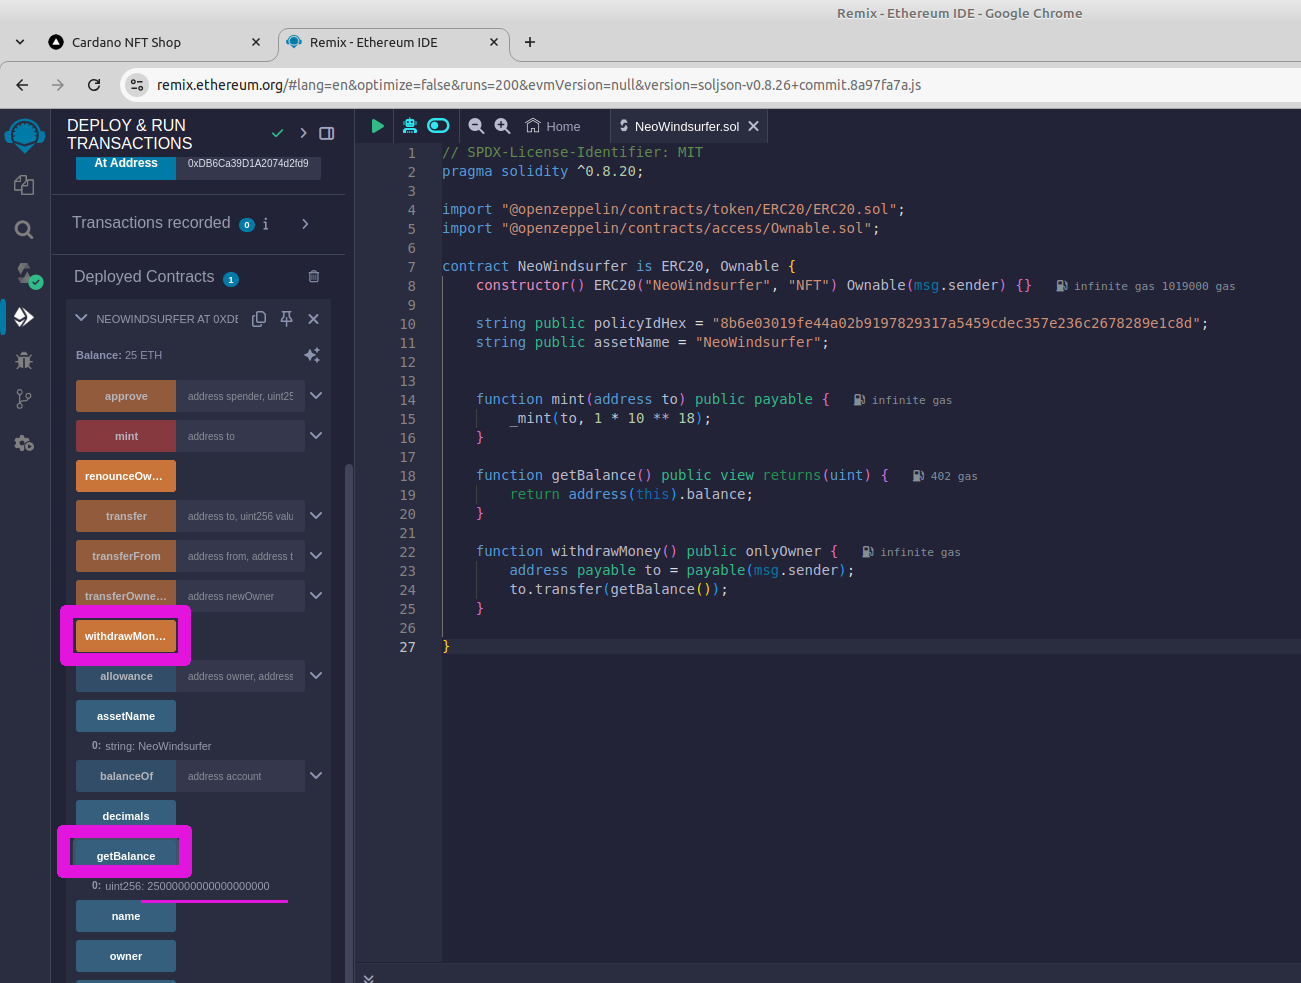 Remix - Ethereum IDE - Google Chrome
Cardano NFT Shop
Remix - Ethereum IDE
remix.ethereum.org/#lang=en&optimize=false&runs=200&evmVersion=null&version=soljson-v0.8.26+commit.8a97fa7a.js
DEPLOY & RUN
TRANSACTIONS
At Address 0xDB6Ca39D1A2074d2fd9
Transactions recorded 0 i
Deployed Contracts 1
NEOWINDSURFER AT 0XDE
Balance: 25 ETH
approve address spender, uint25
mint address to
renounceOw...
transfer address to, uint256 valu
transferFrom address from, address t
transferOwne... address newOwner
withdrawMon...
allowance address owner, address
assetName
0: string: NeoWindsurfer
balanceOf address account
decimals
getBalance
0: uint256: 25000000000000000000
name
owner
Home
NeoWindsurfer.sol
1 // SPDX-License-Identifier: MIT
2 pragma solidity ^0.8.20;
3
4 import "@openzeppelin/contracts/token/ERC20/ERC20.sol";
5 import "@openzeppelin/contracts/access/Ownable.sol";
6
7 contract NeoWindsurfer is ERC20, Ownable {
8 constructor() ERC20("NeoWindsurfer", "NFT") Ownable(msg.sender) {} infinite gas 1019000 gas
9
10 string public policyIdHex = "8b6e03019fe44a02b9197829317a5459cdec357e236c2678289e1c8d";
11 string public assetName = "NeoWindsurfer";
12
13
14 function mint(address to) public payable { infinite gas
15 _mint(to, 1 * 10 ** 18);
16 }
17
18 function getBalance() public view returns(uint) { 402 gas
19 return address(this).balance;
20 }
21
22 function withdrawMoney() public onlyOwner { infinite gas
23 address payable to = payable(msg.sender);
24 to.transfer(getBalance());
25 }
26
27 }